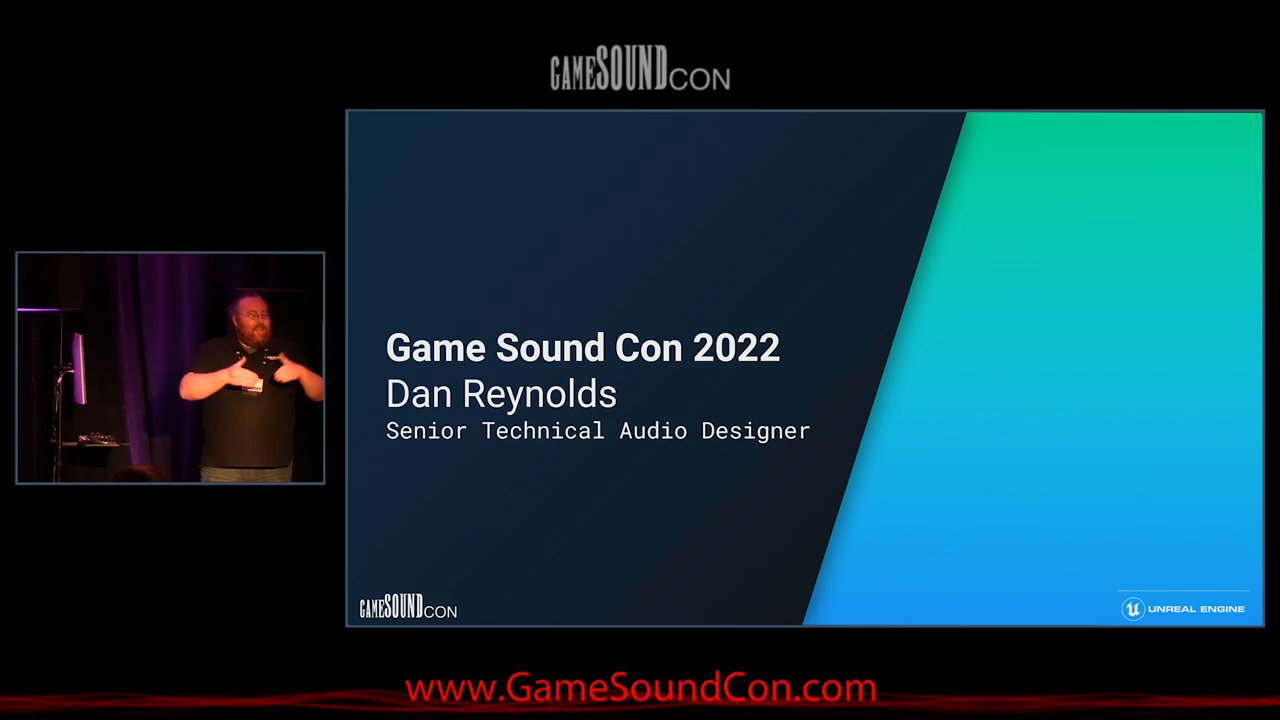 GAMESOUNDCON
Game Sound Con 2022
Dan Reynolds
Senior Technical Audio Designer
GAMESOUNDCON
UNREAL ENGINE
www.GameSoundCon.com